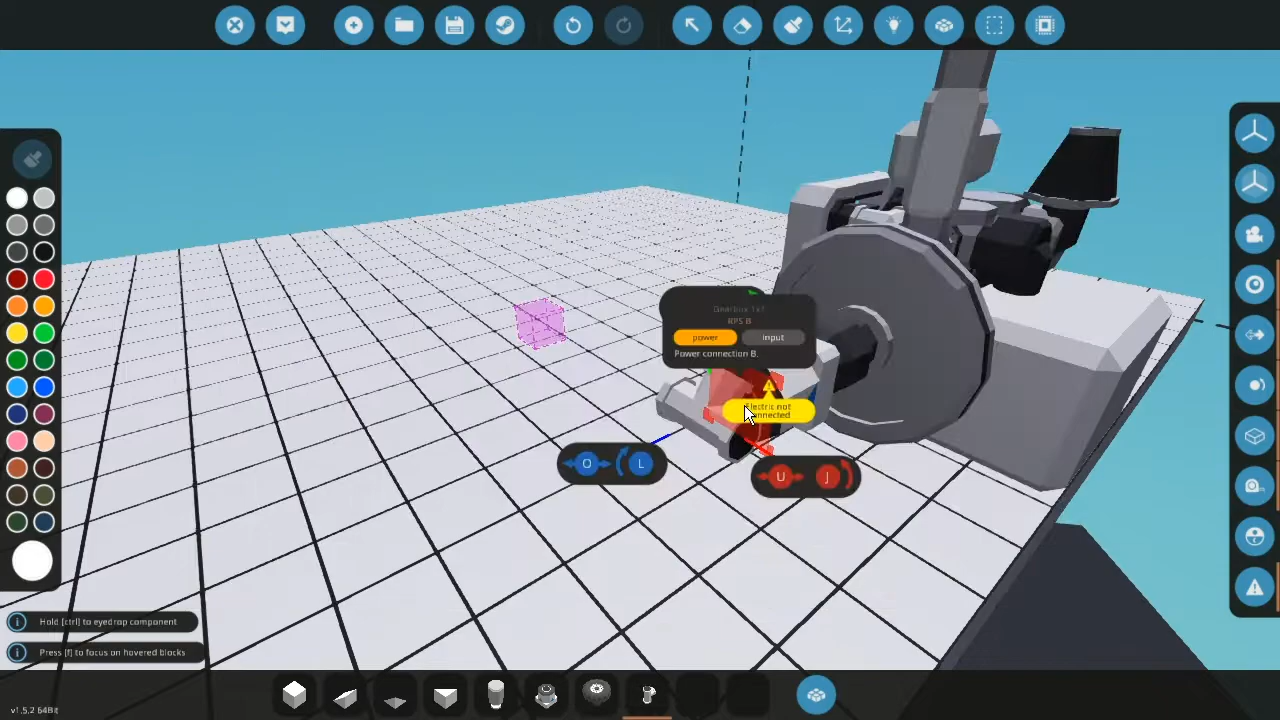 Gearbox 1x1
RPS B
power
input
Power connection B.
Electric not
connected
O
L
U
J
Hold [ctrl] to eyedrop component
Press [f] to focus on hovered blocks
v1.5.2 64Bit